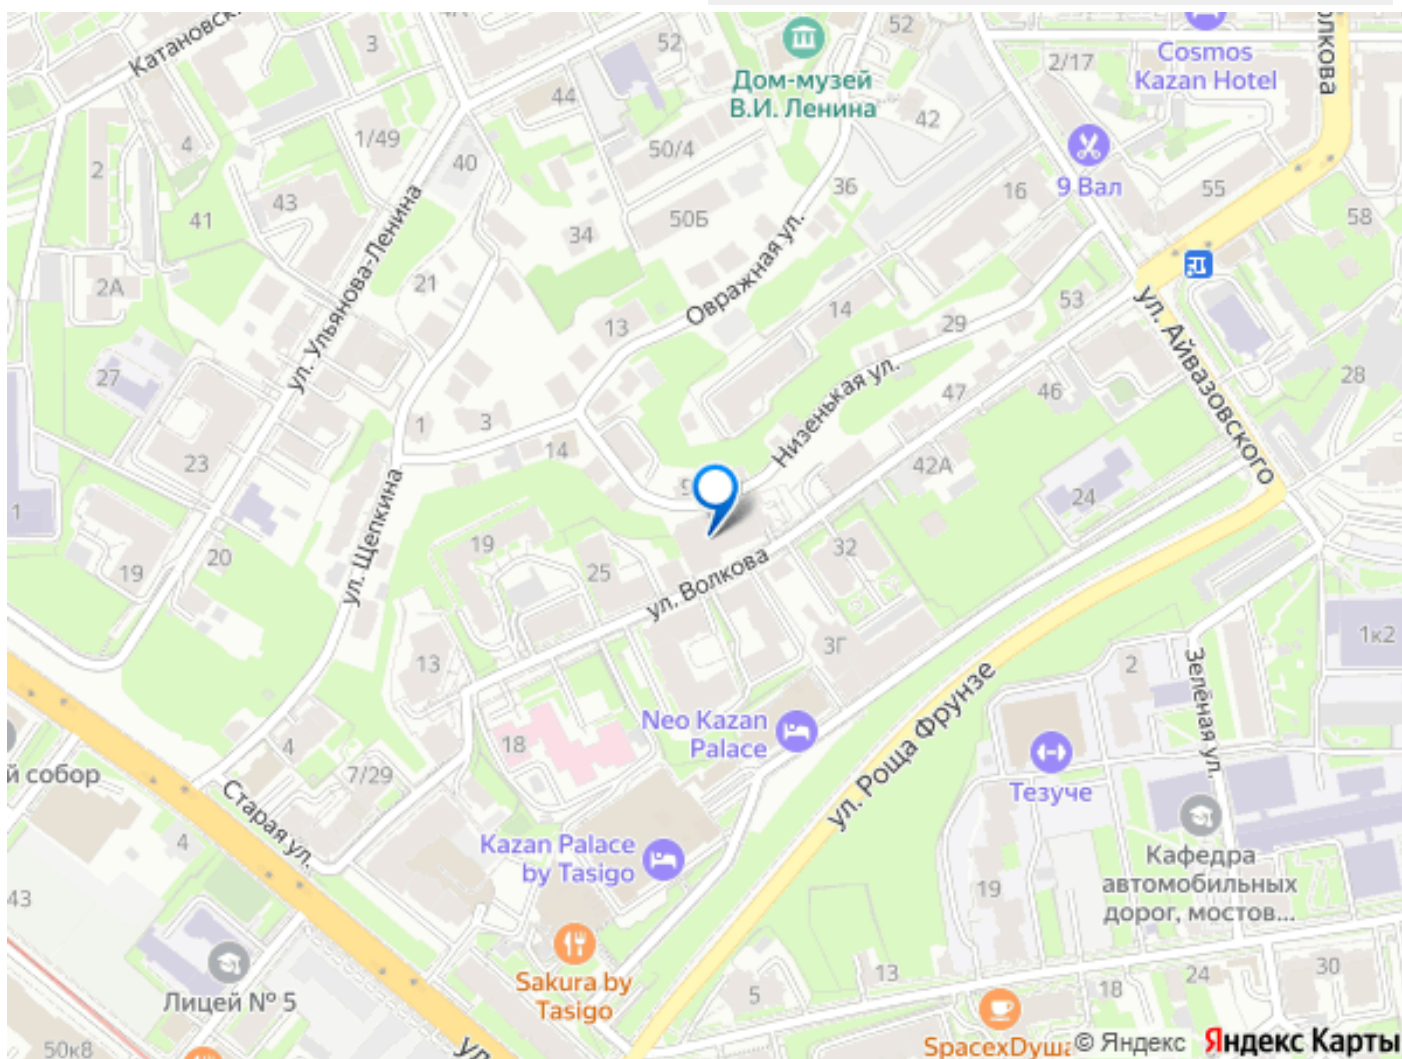 Катановск
3
4
2
1/49
44
52
Дом-музей
В.И. Ленина
52
42
2/17
Cosmos
Kazan Hotel
олкова
41
43
40
50/4
50Б
36
16
9 Вал
55
58
2А
34
ул. Ульянова-Ленина
21
13
Овражная ул.
14
29
53
ул. Айвазовского
28
27
23
1
3
14
Низенькая ул.
47
46
42А
24
1
19
20
ул. Щепкина
19
25
ул. Волкова
32
3Г
13
18
Neo Kazan
Palace
ул. Роща Фрунзе
2
Зелёная ул.
1к2
й собор
4
7/29
Старая ул.
4
43
Kazan Palace
by Tasigo
Тезуче
19
Кафедра
автомобильных
дорог, мостов...
Лицей № 5
Sakura by
Tasigo
5
13
18
24
30
50к8
ул.
SpacexДуша
© Яндекс Яндекс Карты